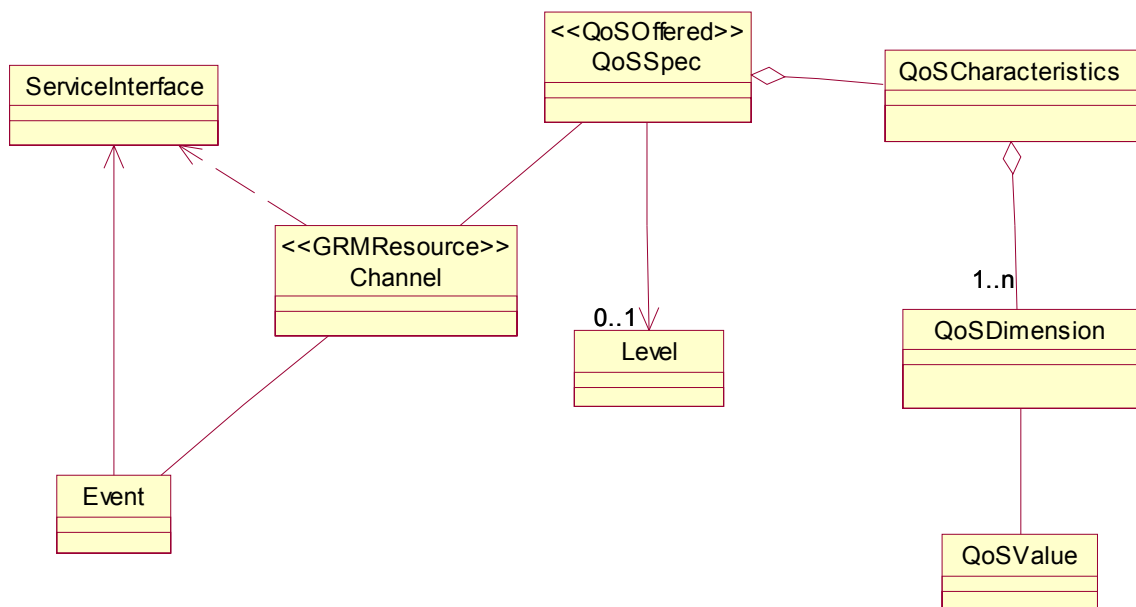 <<QoSOffered>>
QoSSpec
QoSCharacteristics
ServiceInterface
<<GRMResource>>
Channel
1..n
0..1
QoSDimension
Level
Event
QoSValue